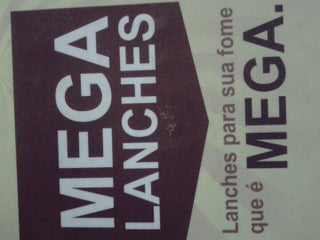 MEGA
LANCHES
Lanches para sua fome
que é MEGA.